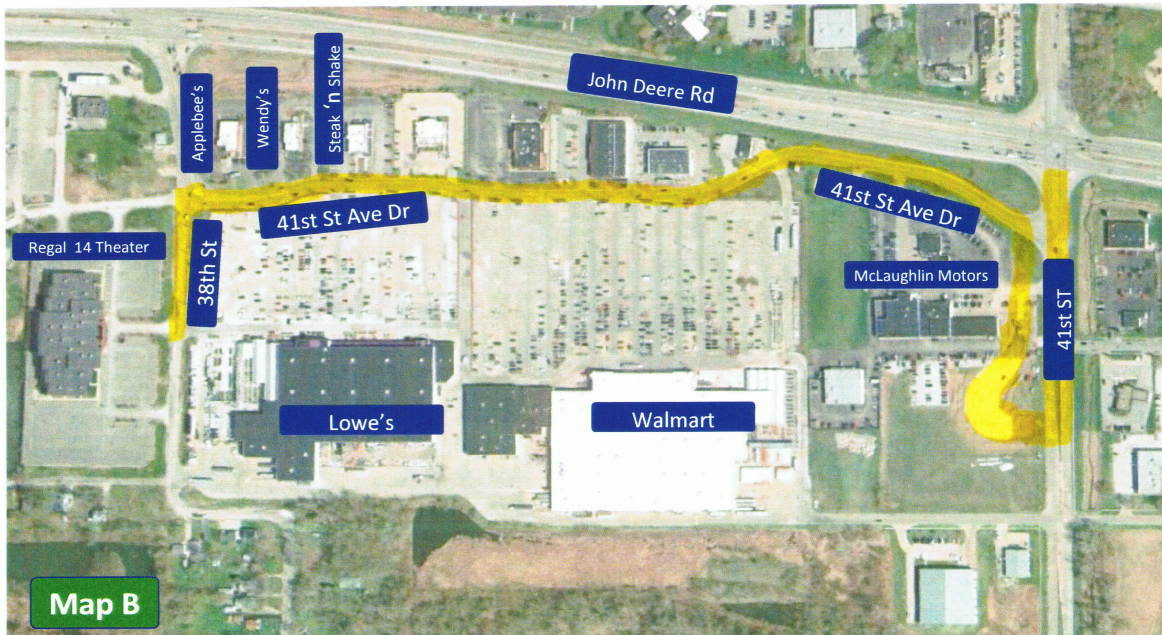 John Deere Rd
Applebee's
Wendy's
Steak 'n Shake
41st St Ave Dr
41st St Ave Dr
Regal 14 Theater
38th St
McLaughlin Motors
41st ST
Lowe's
Walmart
Map B